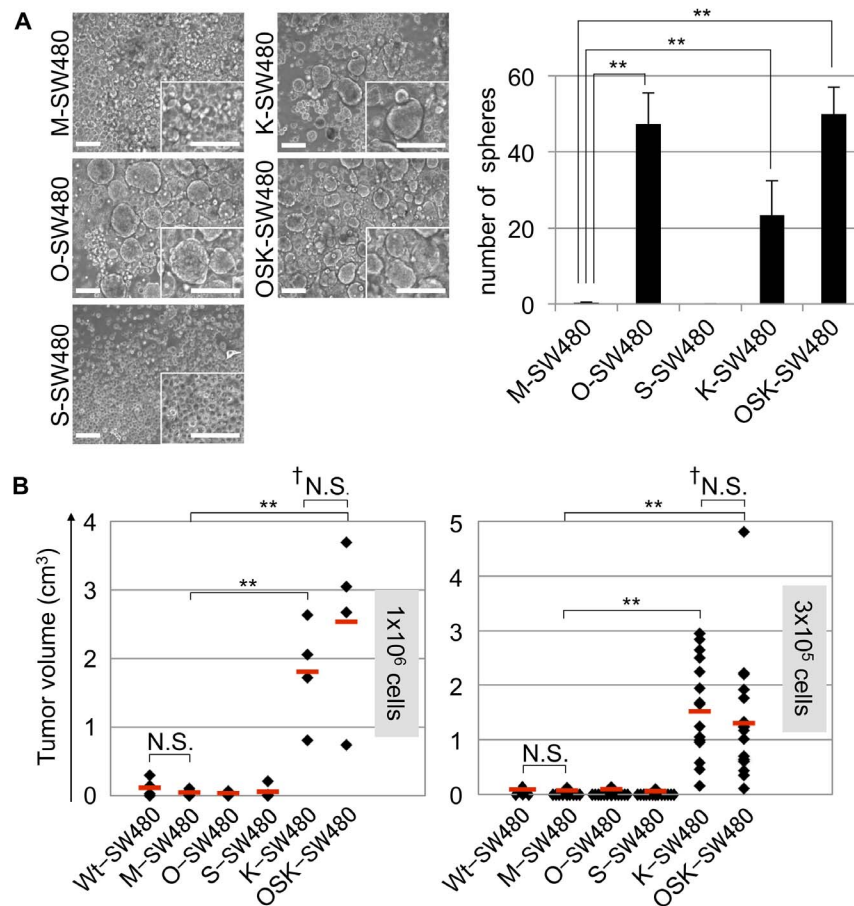 A
M-SW480
K-SW480
O-SW480
OSK-SW480
S-SW480
**
**
**
number of spheres
60
40
20
0
M-SW480
O-SW480
S-SW480
K-SW480
OSK-SW480
B
Tumor volume (cm³)
†N.S.
**
**
N.S.
4
3
2
1
0
1x10⁶ cells
Wt-SW480
M-SW480
O-SW480
S-SW480
K-SW480
OSK-SW480
†N.S.
**
**
N.S.
5
4
3
2
1
0
3x10⁵ cells
Wt-SW480
M-SW480
O-SW480
S-SW480
K-SW480
OSK-SW480